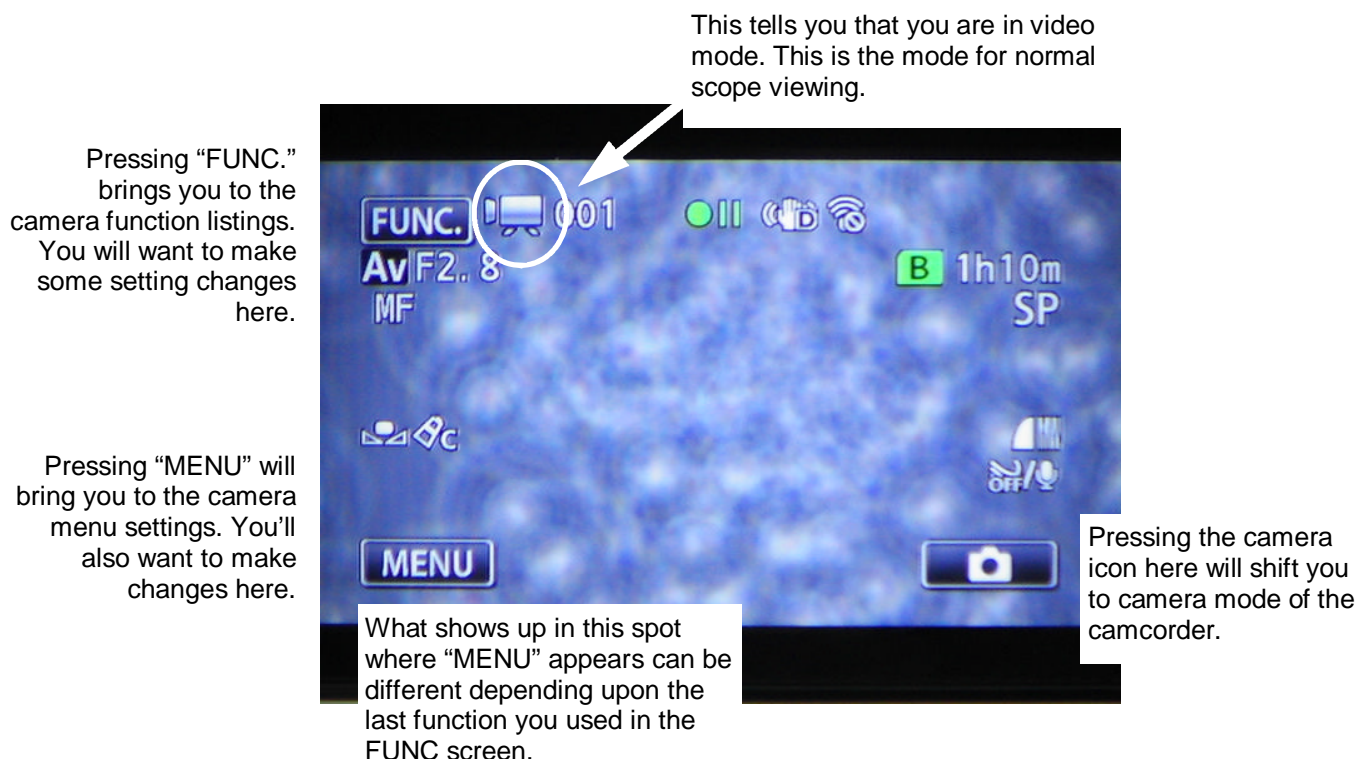 This tells you that you are in video
mode. This is the mode for normal
scope viewing.
Pressing “FUNC.”
brings you to the
camera function listings.
You will want to make
some setting changes
here.
FUNC. 001
Av F2. 8
MF
B 1h10m
SP
C
D
OFF/
MENU
Pressing “MENU” will
bring you to the camera
menu settings. You’ll
also want to make
changes here.
Pressing the camera
icon here will shift you
to camera mode of the
camcorder.
What shows up in this spot
where “MENU” appears can be
different depending upon the
last function you used in the
FUNC screen.